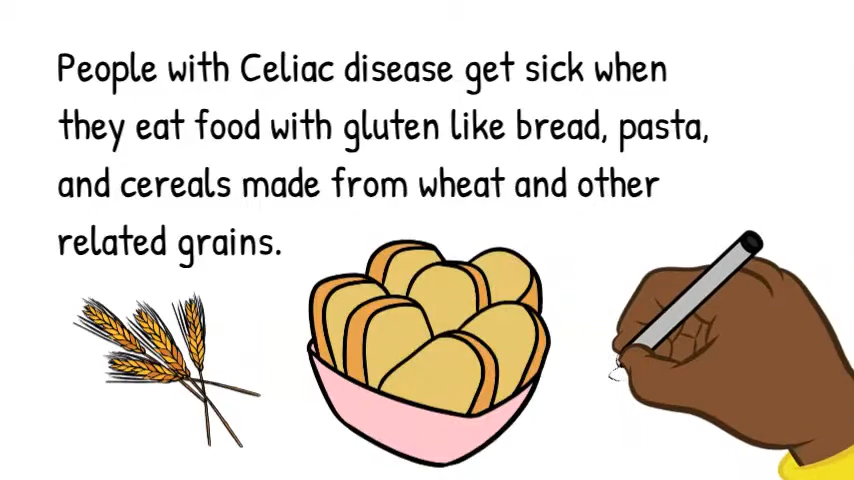 People with Celiac disease get sick when
they eat food with gluten like bread, pasta,
and cereals made from wheat and other
related grains.